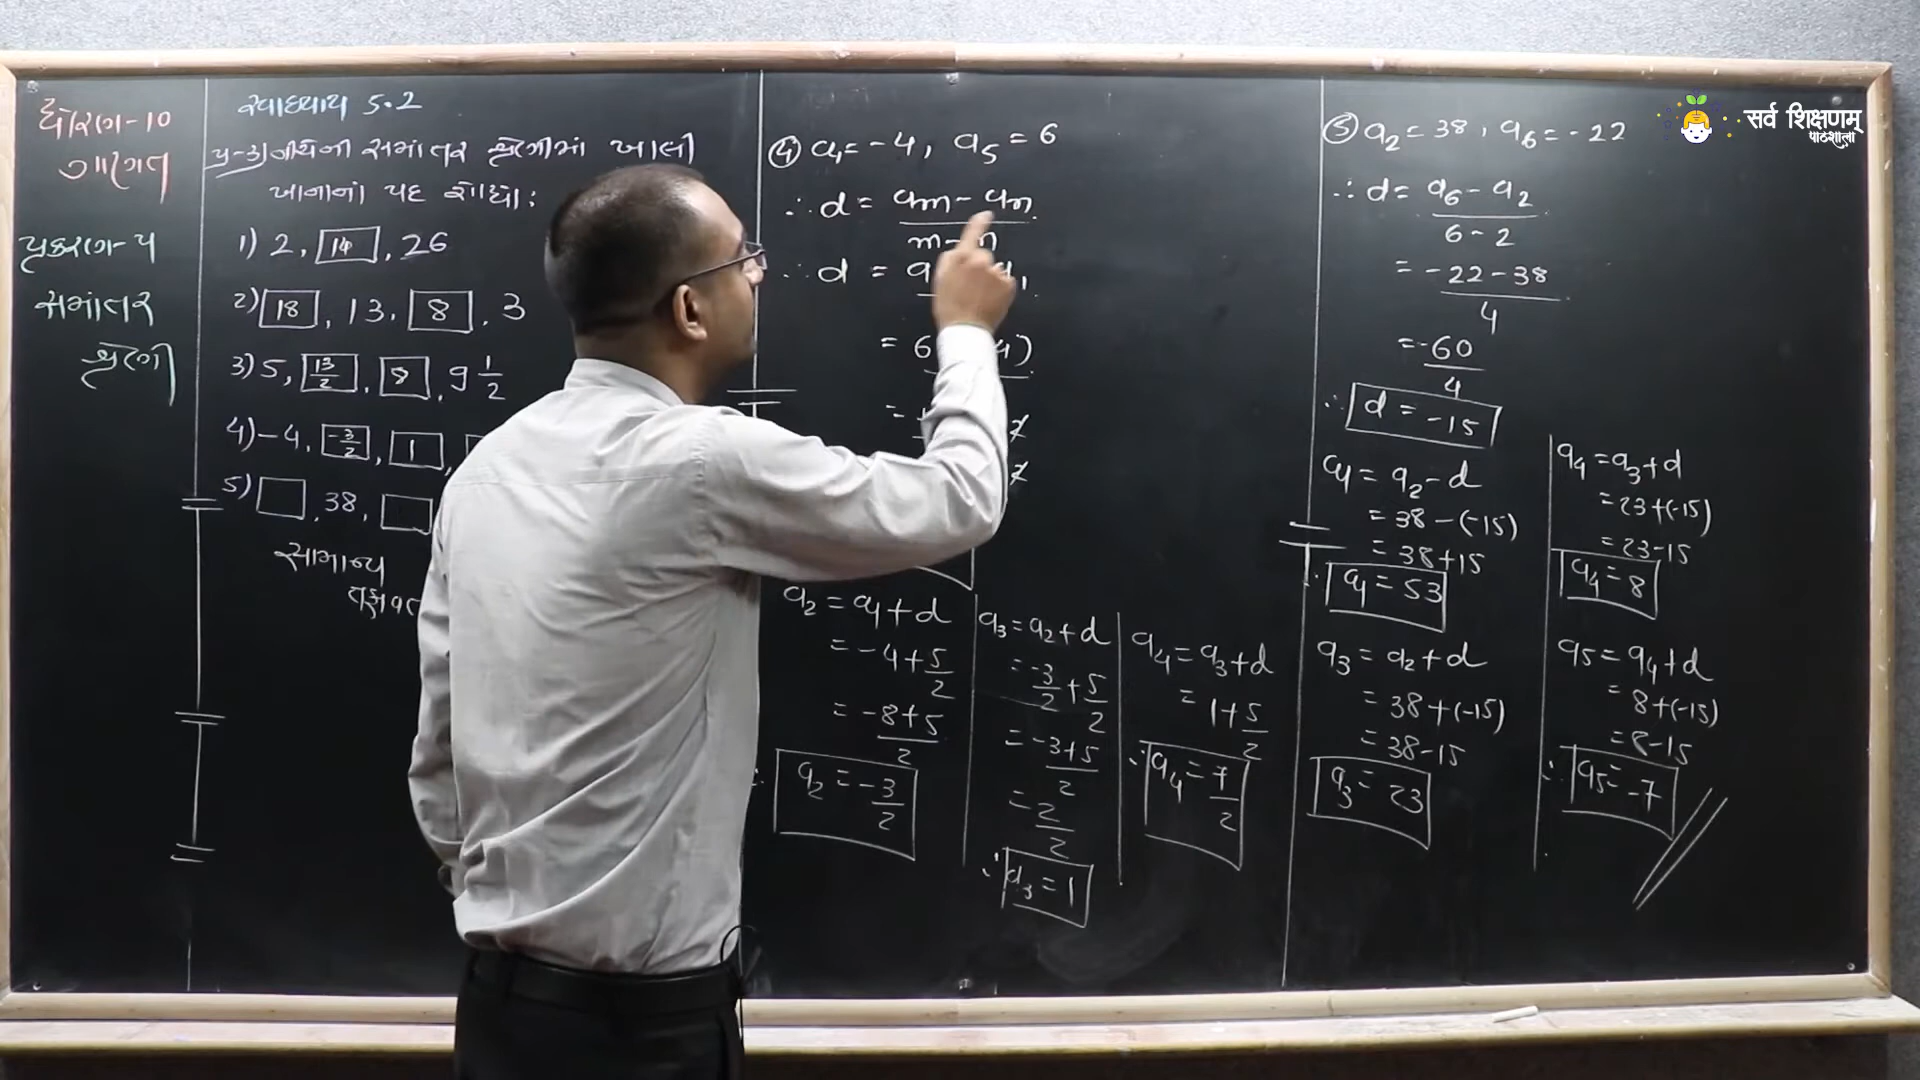 ધોરણ-10
ગણિત
પ્રકરણ-૫
સમાંતર
શ્રેણી
સ્વાધ્યાય 5.2
પ્ર-3) નીચેની સમાંતર શ્રેણીમાં ખાલી
ખાનાનાં પદ શોધો :
1) 2, 14, 26
2) 18, 13, 8, 3
3) 5, 13/2, 8, 9 1/2
4) -4, -3/2, 1,
5) , 38,
સામાન્ય
④ a1 = -4, a5 = 6
∴ d = am - an
m - n
∴ d =
= 6
a2 = a1 + d
= -4 + 5/2
= -8+5/2
∴ a2 = -3/2
a3 = a2 + d
= -3/2 + 5/2
= -3+5/2
= 2/2
∴ a3 = 1
a4 = a3 + d
= 1 + 5/2
∴ a4 = 7/2
⑤ a2 = 38, a6 = -22
∴ d = a6 - a2
6 - 2
= -22 - 38
4
= -60
4
∴ d = -15
a1 = a2 - d
= 38 - (-15)
= 38 + 15
∴ a1 = 53
a3 = a2 + d
= 38 + (-15)
= 38 - 15
a3 = 23
a4 = a3 + d
= 23 + (-15)
= 23 - 15
a4 = 8
a5 = a4 + d
= 8 + (-15)
= 8 - 15
∴ a5 = -7
सर्व शिक्षणम्
पाठशाला